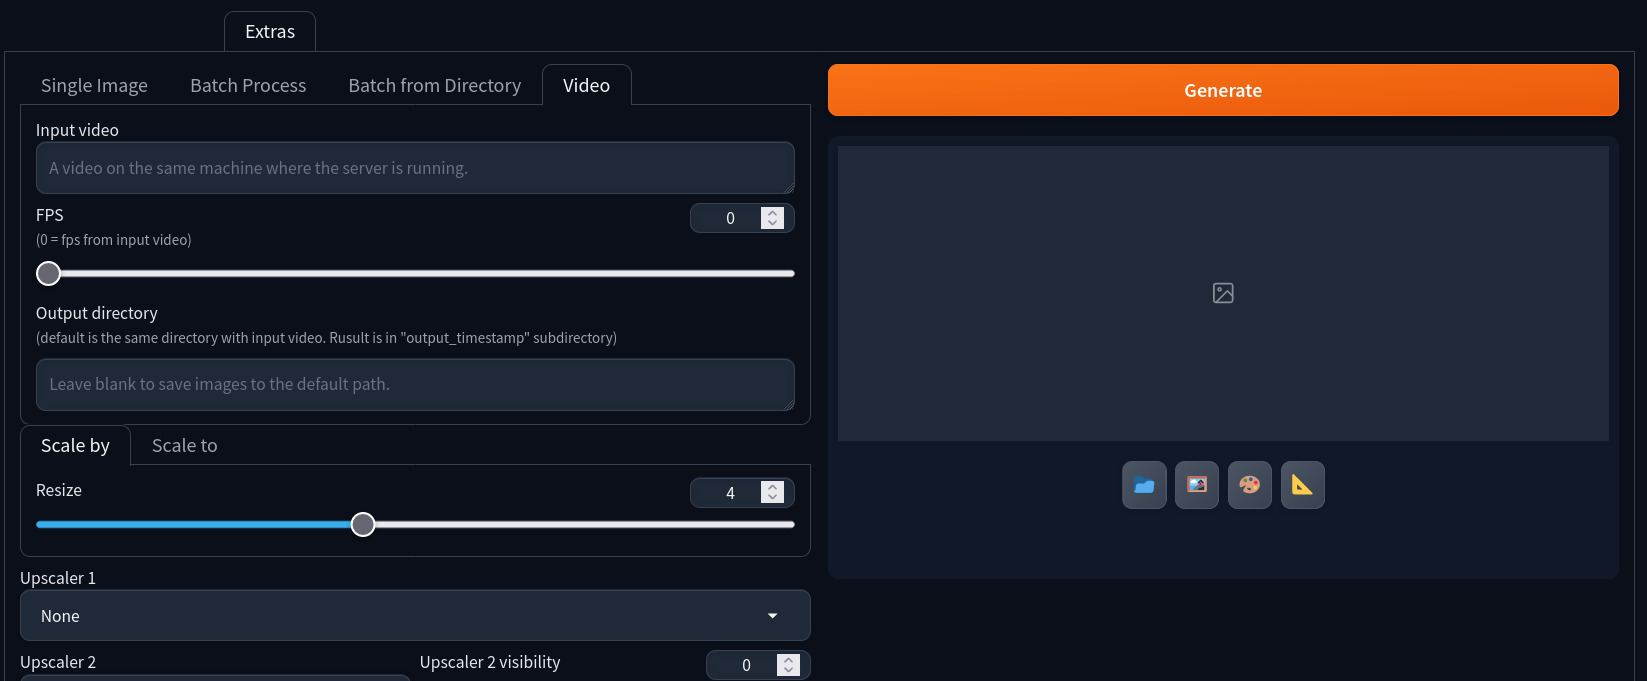 Extras
Single Image
Batch Process
Batch from Directory
Video
Generate
Input video
A video on the same machine where the server is running.
FPS
0
(0 = fps from input video)
Output directory
(default is the same directory with input video. Rusult is in "output_timestamp" subdirectory)
Leave blank to save images to the default path.
Scale by
Scale to
Resize
4
Upscaler 1
None
Upscaler 2
Upscaler 2 visibility
0